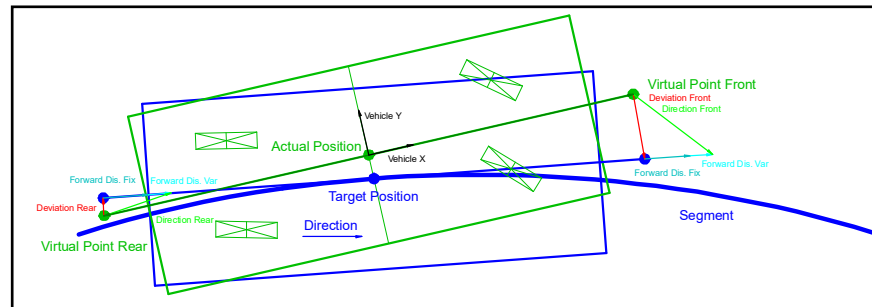 Virtual Point Front
Deviation Front
Direction Front
Vehicle Y
Actual Position
Vehicle X
Forward Dis. Var
Forward Dis. Fix
Forward Dis. Fix
Forward Dis. Var
Target Position
Deviation Rear
Direction Rear
Direction
Segment
Virtual Point Rear